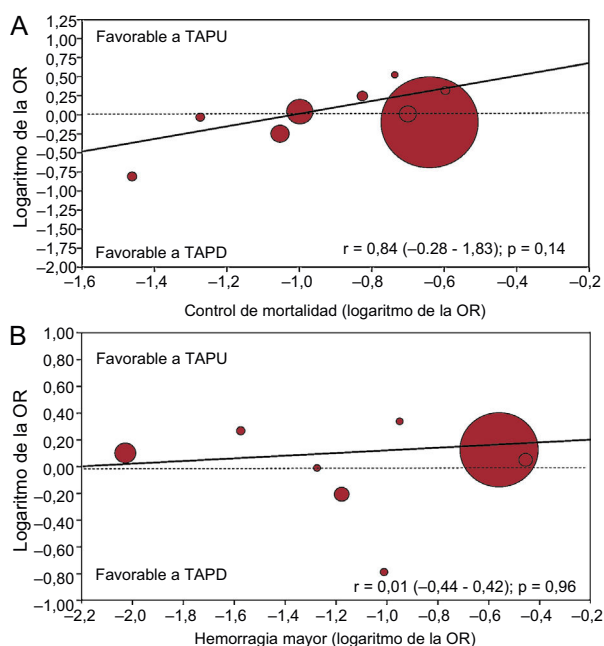 A
Logaritmo de la OR
1,25
1,00
0,75
0,50
0,25
0,00
–0,25
–0,50
–0,75
–1,00
–1,25
–1,50
–1,75
–2,00
Favorable a TAPU
Favorable a TAPD
r = 0,84 (–0.28 - 1,83); p = 0,14
–1,6 –1,4 –1,2 –1,0 –0,8 –0,6 –0,4 –0,2
Control de mortalidad (logaritmo de la OR)
B
Logaritmo de la OR
1,00
0,80
0,60
0,40
0,20
0,00
–0,20
–0,40
–0,60
–0,80
–1,00
Favorable a TAPU
Favorable a TAPD
r = 0,01 (–0,44 - 0,42); p = 0,96
–2,2 –2,0 –1,8 –1,6 –1,4 –1,2 –1,0 –0,8 –0,6 –0,4 –0,2
Hemorragia mayor (logaritmo de la OR)